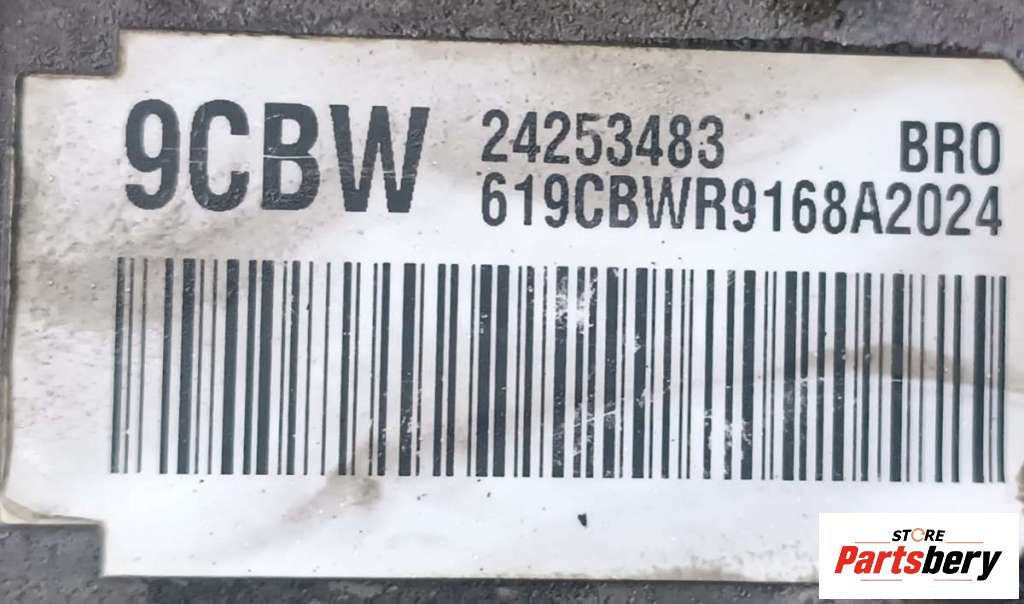 9CBW
24253483
BRO
619CBWR9168A2024
STORE
Partsbery